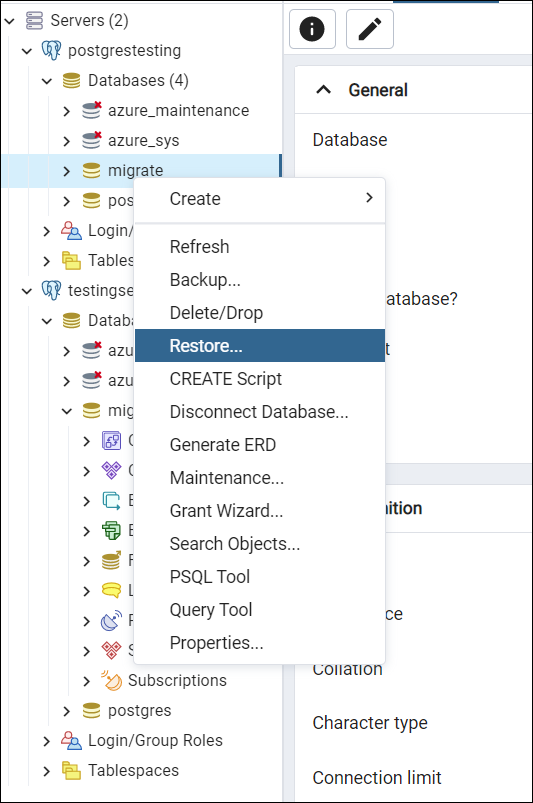 Servers (2)
postgrestesting
Databases (4)
azure_maintenance
azure_sys
migrate
pos
Login/
Tables
testingse
Databa
azu
azu
mig
C
C
E
E
F
L
P
S
Subscriptions
postgres
Login/Group Roles
Tablespaces
Create
Refresh
Backup...
Delete/Drop
Restore...
CREATE Script
Disconnect Database...
Generate ERD
Maintenance...
Grant Wizard...
Search Objects...
PSQL Tool
Query Tool
Properties...
General
Database
atabase?
t
nition
ce
Collation
Character type
Connection limit